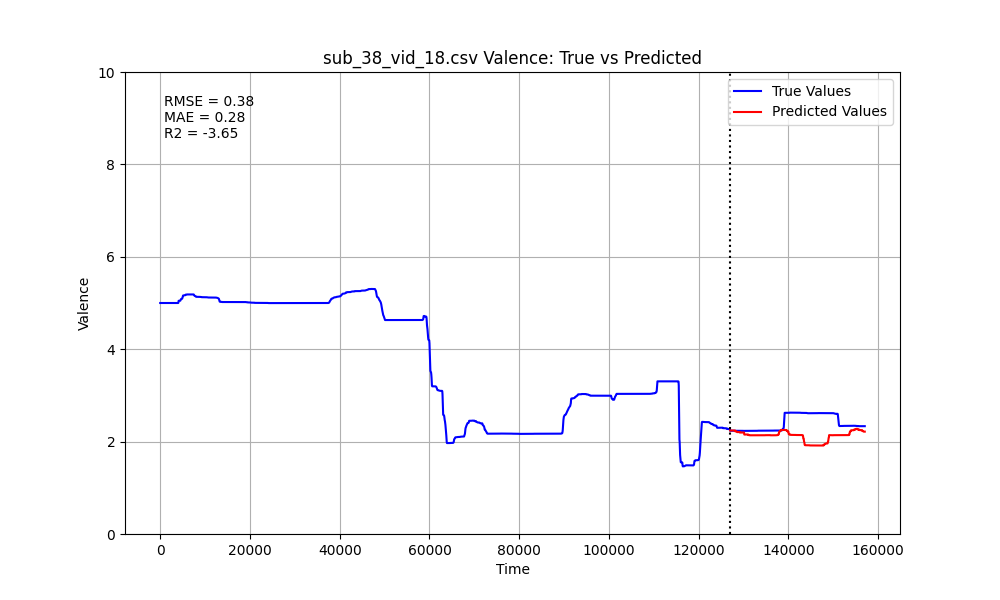 sub_38_vid_18.csv Valence: True vs Predicted
RMSE = 0.38
MAE = 0.28
R2 = -3.65
True Values
Predicted Values
10
8
6
4
2
0
Valence
0 20000 40000 60000 80000 100000 120000 140000 160000
Time